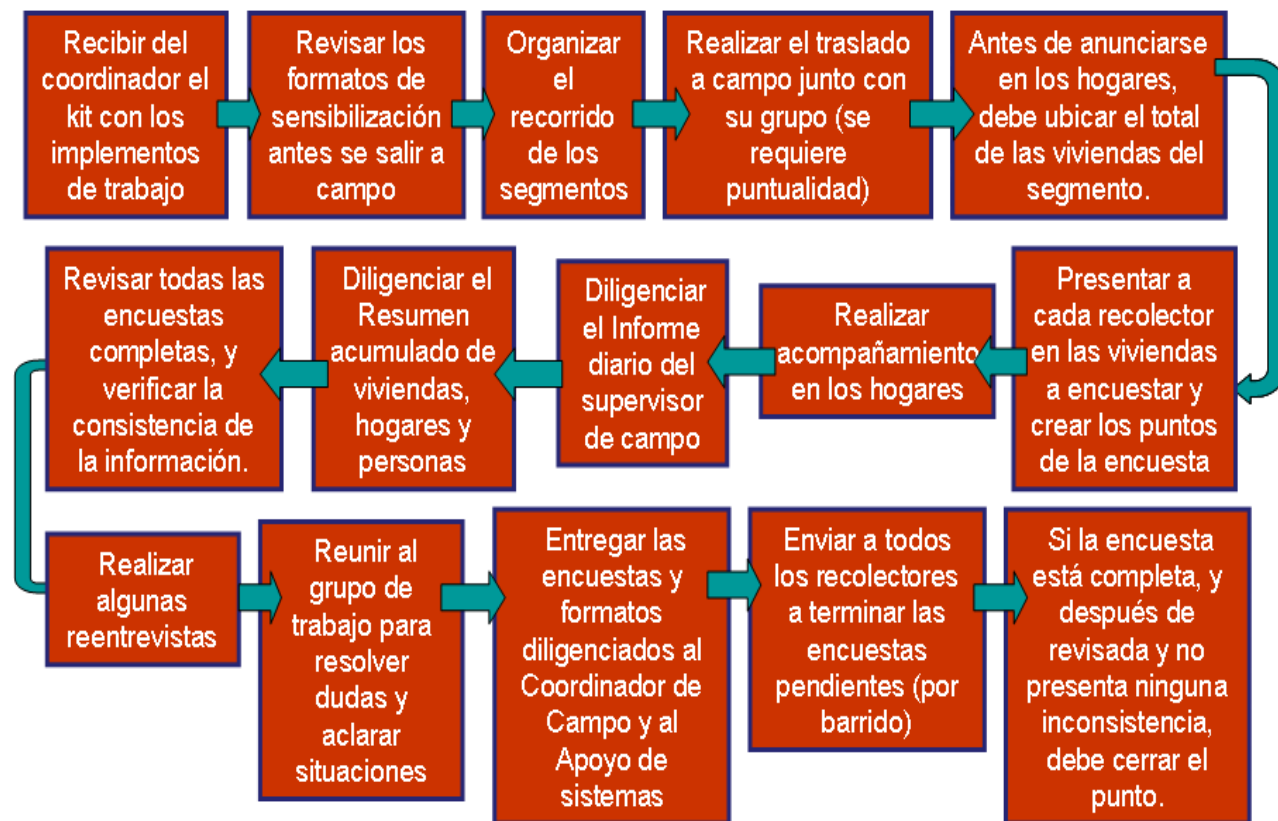 Recibir del
coordinador el
kit con los
implementos
de trabajo
Revisar los
formatos de
sensibilización
antes se salir a
campo
Organizar
el
recorrido
de los
segmentos
Realizar el traslado
a campo junto con
su grupo (se
requiere
puntualidad)
Antes de anunciarse
en los hogares,
debe ubicar el total
de las viviendas del
segmento.
Presentar a
cada recolector
en las viviendas
a encuestar y
crear los puntos
de la encuesta
Realizar
acompañamiento
en los hogares
Diligenciar
el Informe
diario del
supervisor
de campo
Diligenciar el
Resumen
acumulado de
viviendas,
hogares y
personas
Revisar todas las
encuestas
completas, y
verificar la
consistencia de
la información.
Realizar
algunas
reentrevistas
Reunir al
grupo de
trabajo para
resolver
dudas y
aclarar
situaciones
Entregar las
encuestas y
formatos
diligenciados al
Coordinador de
Campo y al
Apoyo de
sistemas
Enviar a todos
los recolectores
a terminar las
encuestas
pendientes (por
barrido)
Si la encuesta
está completa, y
después de
revisada y no
presenta ninguna
inconsistencia,
debe cerrar el
punto.